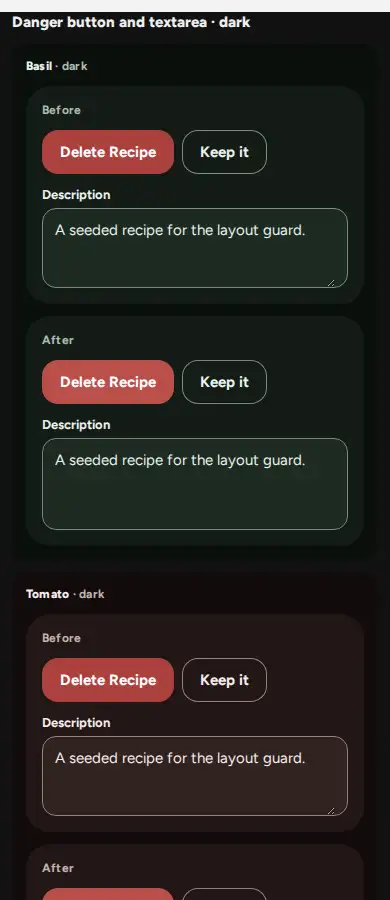 Danger button and textarea · dark
Basil · dark
Before
Delete Recipe Keep it
Description
A seeded recipe for the layout guard.
After
Delete Recipe Keep it
Description
A seeded recipe for the layout guard.
Tomato · dark
Before
Delete Recipe Keep it
Description
A seeded recipe for the layout guard.
After